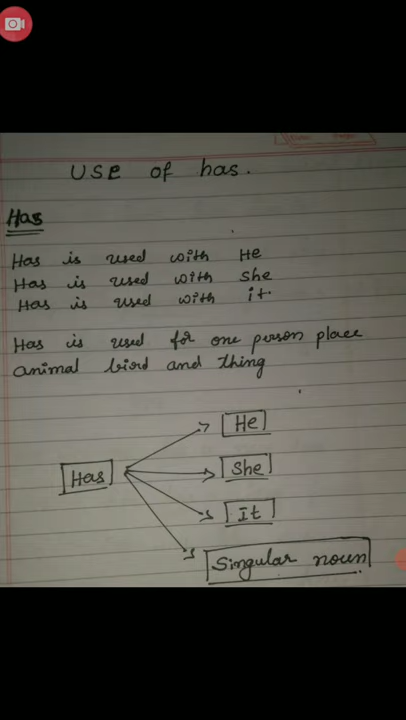 USE of has.
Has
Has is used with He
Has is used with she
Has is used with it.
Has is used for one person place
animal bird and thing
Has
He
She
It
Singular noun